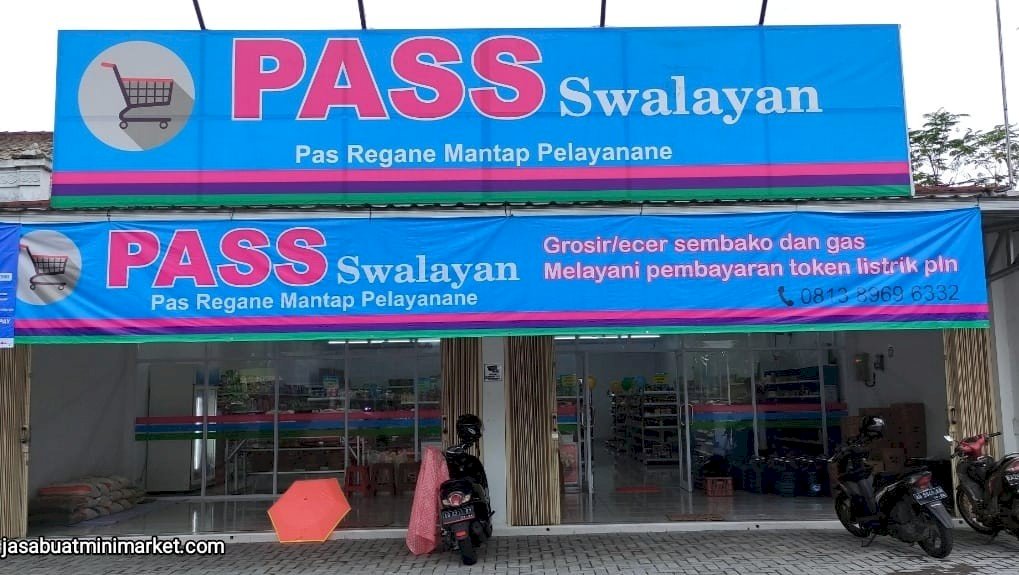 PASS Swalayan
Pas Regane Mantap Pelayanane
PASS Swalayan
Pas Regane Mantap Pelayanane
Grosir/ecer sembako dan gas
Melayani pembayaran token listrik pln
0813 8969 6332
PAY
jasabuatminimarket.com